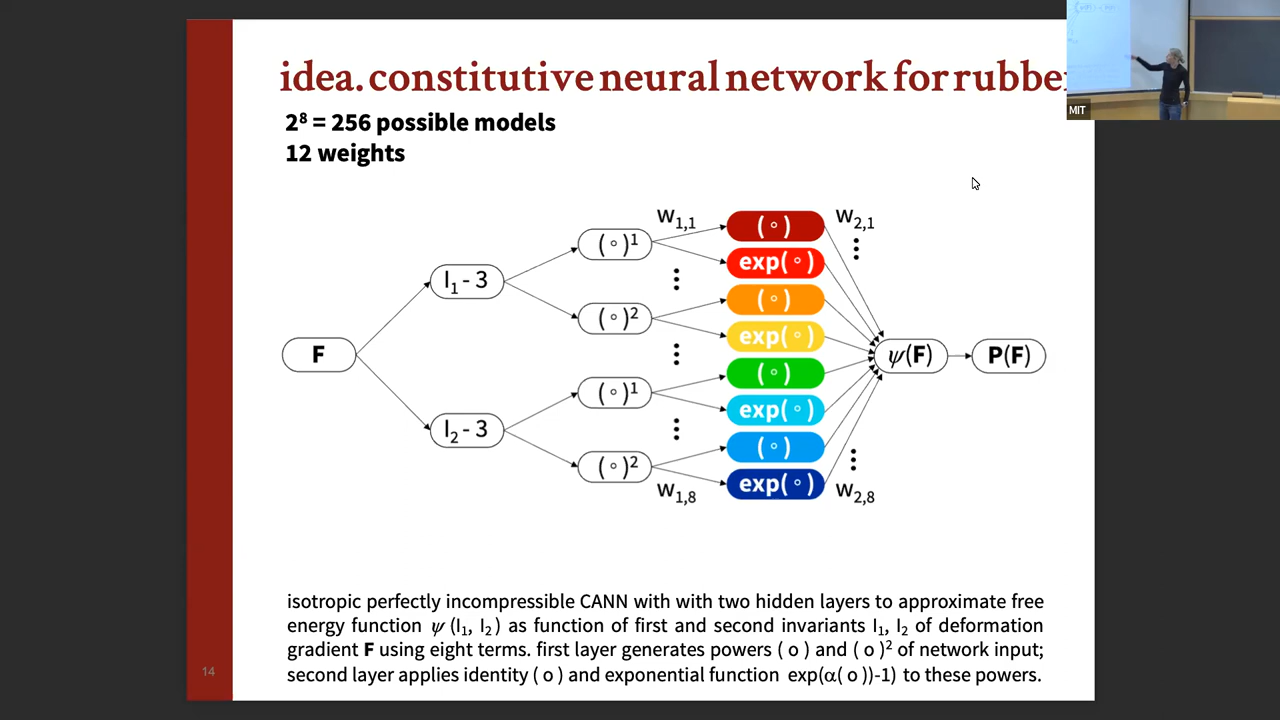 idea. constitutive neural network for rubbe
MIT
2⁸ = 256 possible models
12 weights
w₁,₁
w₂,₁
( ∘ )
( ∘ )¹
exp( ∘ )
I₁ - 3
( ∘ )
( ∘ )²
exp( ∘ )
F
ψ(F)
P(F)
( ∘ )
( ∘ )¹
exp( ∘ )
I₂ - 3
( ∘ )
( ∘ )²
exp( ∘ )
w₁,₈
w₂,₈
isotropic perfectly incompressible CANN with with two hidden layers to approximate free
energy function ψ (I₁, I₂) as function of first and second invariants I₁, I₂ of deformation
gradient F using eight terms. first layer generates powers ( o ) and ( o )² of network input;
second layer applies identity ( o ) and exponential function exp(α( o ))-1) to these powers.
14